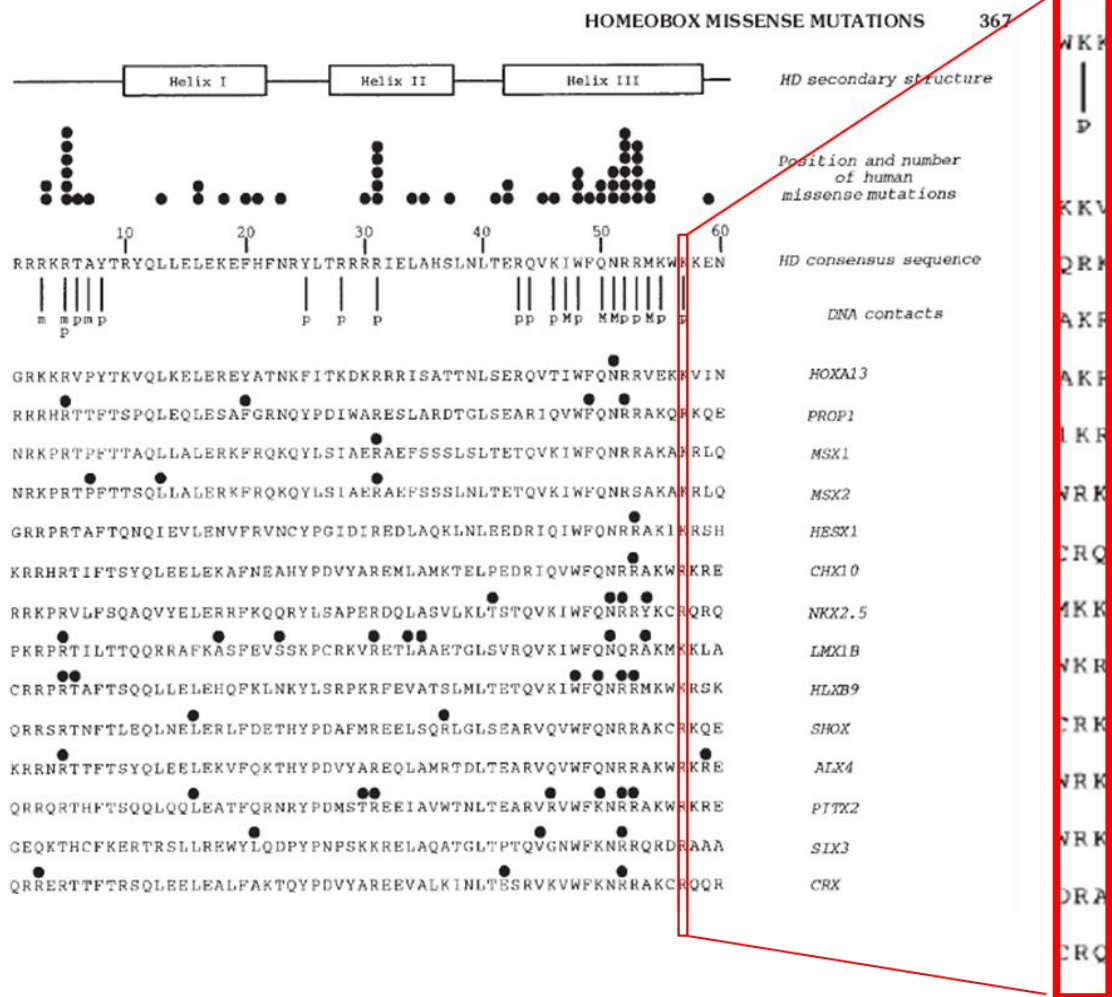 HOMEOBOX MISSENSE MUTATIONS 367
Helix I Helix II Helix III HD secondary structure
Position and number
of human
missense mutations
10 20 30 40 50 60
RRRKRTAYTRYQLLELEKEFHFNRYLTRRRRIELAHSLNLTERQVKIWFQNRRMKWKKEN HD consensus sequence
m m p m p p p p p p p M p M M p p M p p DNA contacts
p
GRKKRVPYTKVQLKELEREYATNKFITKDKRRRISATTNLSERQVTIWFQNRRVEKKVIN HOXA13
RRRHRTTFTSPQLEQLESAFGRNQYPDIWARESLARDTGLSEARIQVWFQNRRAKQRKQE PROP1
NRKPRTPFTTAQLLALERKFRQKQYLSIAERAEFSSSLSLTETQVKIWFQNRRAKAKRLQ MSX1
NRKPRTPFTTSQLLALERKFRQKQYLSIAERAEFSSSLNLTETQVKIWFQNRSAKAKRLQ MSX2
GRRPRTAFTQNQIEVLENVFRVNCYPGIDIREDLAQKLNLEEDRIQIWFQNRRAKIKRSH HESX1
KRRHRTIFTSYQLEELEKAFNEAHYPDVYAREMLAMKTELPEDRIQVWFQNRRAKWRKRE CHX10
RRKPRVLFSQAQVYELERRFKQQRYLSAPERDQLASVLKLTSTQVKIWFQNRRYKCRQRQ NKX2.5
PKRPRTILTTQQRRAFKASFEVSSKPCRKVRETLAAETGLSVRQVKIWFQNQRAKMKKLA LMX1B
CRRPRTAFTSQQLLELEHQFKLNKYLSRPKRFEVATSLMLTETQVKIWFQNRRMKWKRSK HLXB9
QRRSRTNFTLEQLNELERLFDETHYPDAFMREELSQRLGLSEARVQVWFQNRRAKCRKQE SHOX
KRRNRTTFTSYQLEELEKVFQKTHYPDVYAREQLAMRTDLTEARVQVWFQNRRAKWRKRE ALX4
QRRQRTHFTSQQLQQLEATFQRNRYPDMSTREEIAVWTNLTEARVRVWFKNRRAKWRKRE PITX2
GEQKTHCFKERTRSLLREWYLQDPYPNPSKKRELAQATGLTPTQVGNWFKNRRQRDRAAA SIX3
QRRERTTFTRSQLEELEALFAKTQYPDVYAREEVALKINLTESRVKVWFKNRRAKCRQQR CRX
WKK
p
KKV
QRK
AKR
AKR
IKR
WRK
CRQ
MKK
WKR
CRK
WRK
WRK
DRA
CRQ